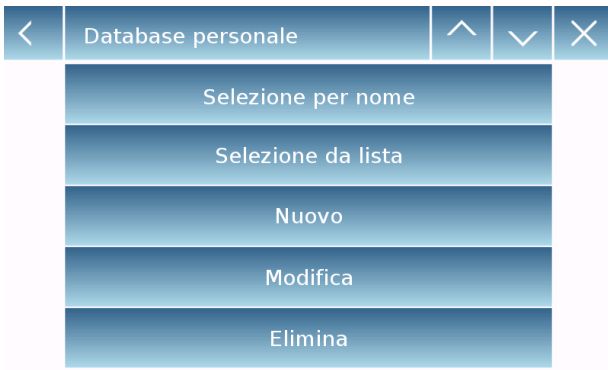 Database personale
Selezione per nome
Selezione da lista
Nuovo
Modifica
Elimina